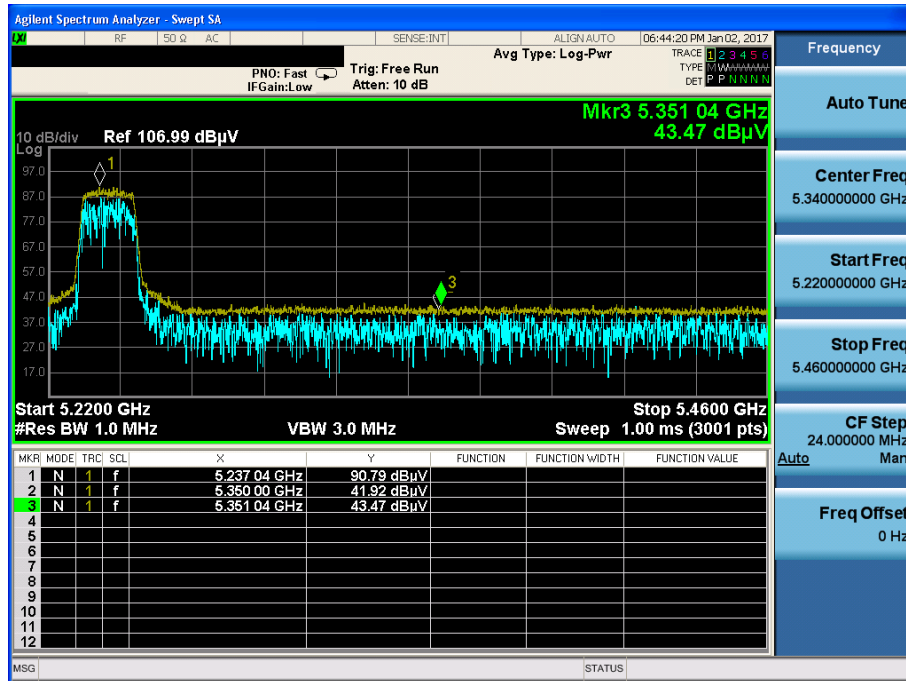 Agilent Spectrum Analyzer - Swept SA
LXI RF 50 Ω AC SENSE:INT ALIGNAUTO 06:44:20 PM Jan 02, 2017
Avg Type: Log-Pwr TRACE 1 2 3 4 5 6
PNO: Fast Trig: Free Run TYPE M W W W W W
IFGain:Low Atten: 10 dB DET P P N N N N
Mkr3 5.351 04 GHz
43.47 dBµV
10 dB/div Ref 106.99 dBµV
Log
97.0
87.0
77.0
67.0
57.0
47.0
37.0
27.0
17.0
1
3
Start 5.2200 GHz Stop 5.4600 GHz
#Res BW 1.0 MHz VBW 3.0 MHz Sweep 1.00 ms (3001 pts)
MKR MODE TRC SCL X Y FUNCTION FUNCTION WIDTH FUNCTION VALUE
1 N 1 f 5.237 04 GHz 90.79 dBµV
2 N 1 f 5.350 00 GHz 41.92 dBµV
3 N 1 f 5.351 04 GHz 43.47 dBµV
4
5
6
7
8
9
10
11
12
MSG STATUS
Frequency
Auto Tune
Center Freq
5.340000000 GHz
Start Freq
5.220000000 GHz
Stop Freq
5.460000000 GHz
CF Step
24.000000 MHz
Auto Man
Freq Offset
0 Hz